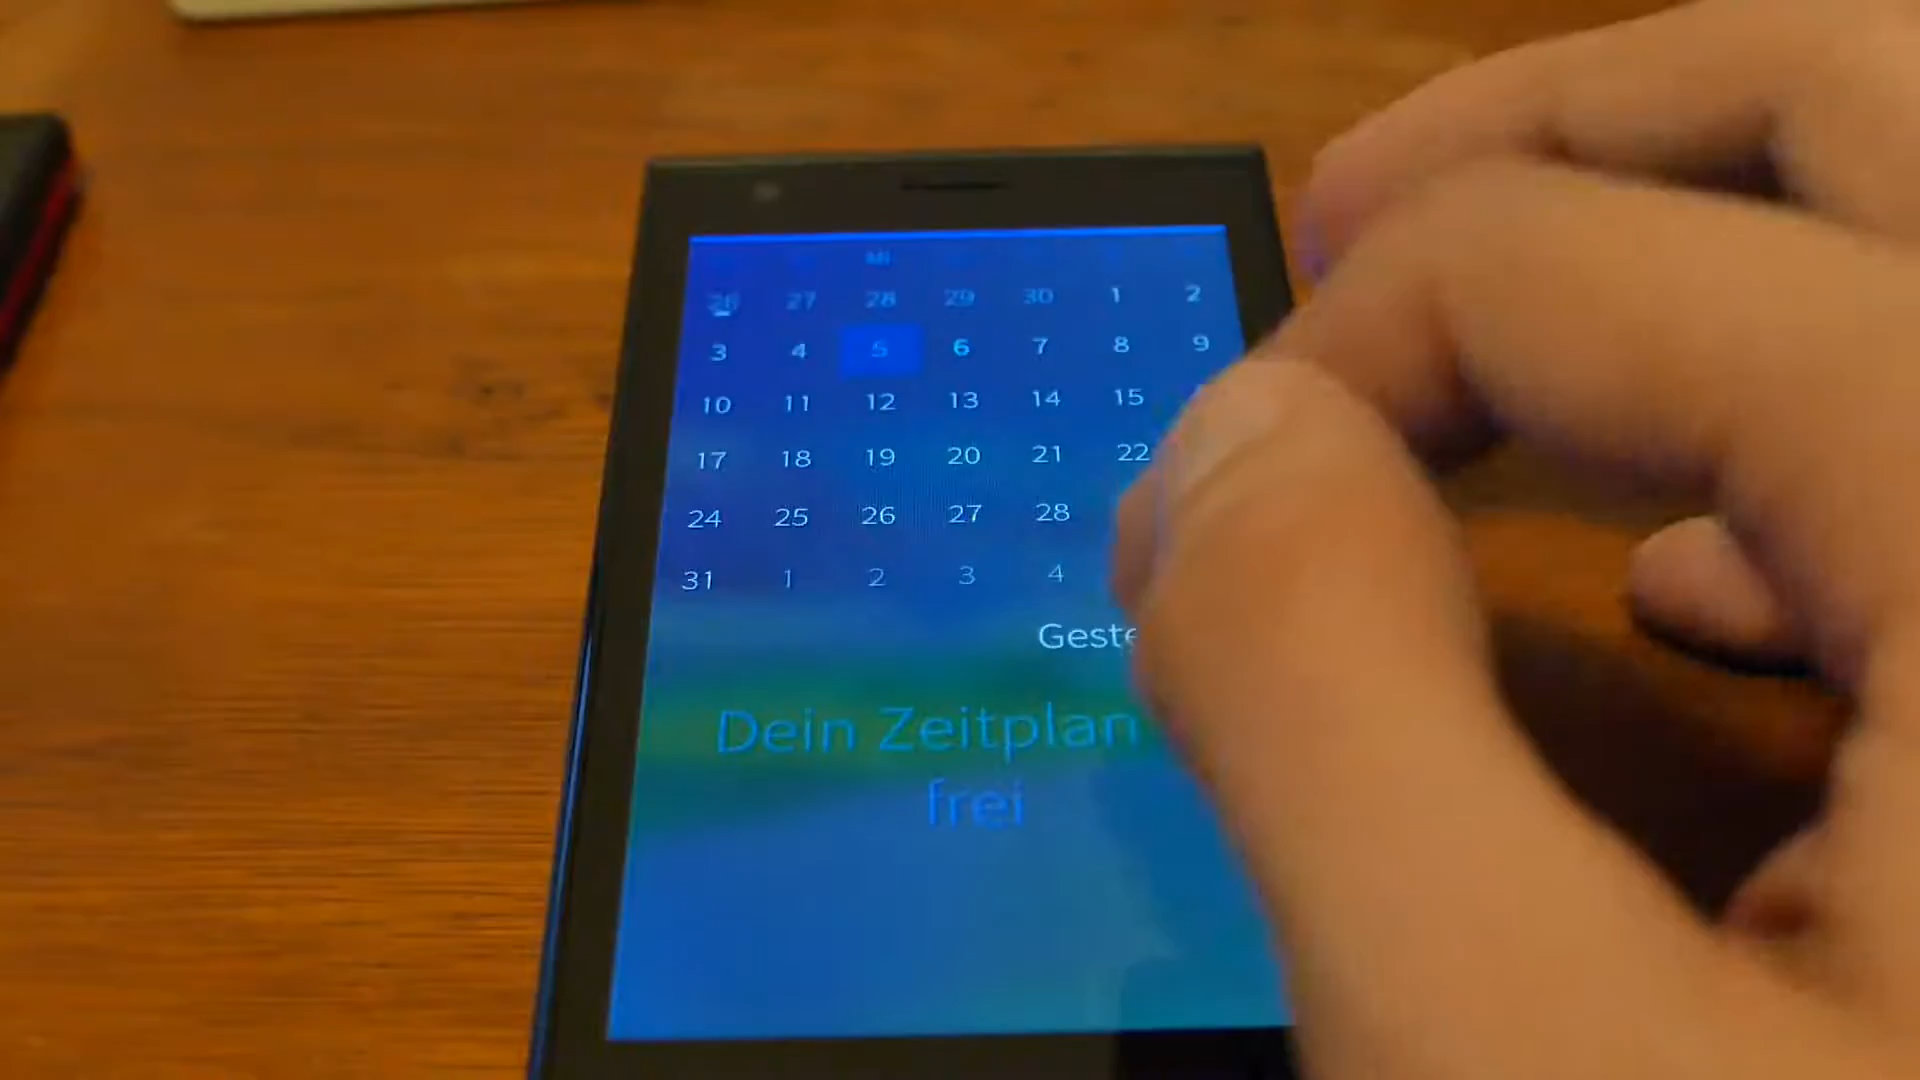 Mi
26 27 28 29 30 1 2
3 4 5 6 7 8 9
10 11 12 13 14 15
17 18 19 20 21 22
24 25 26 27 28
31 1 2 3 4
Geste
Dein Zeitplan
frei